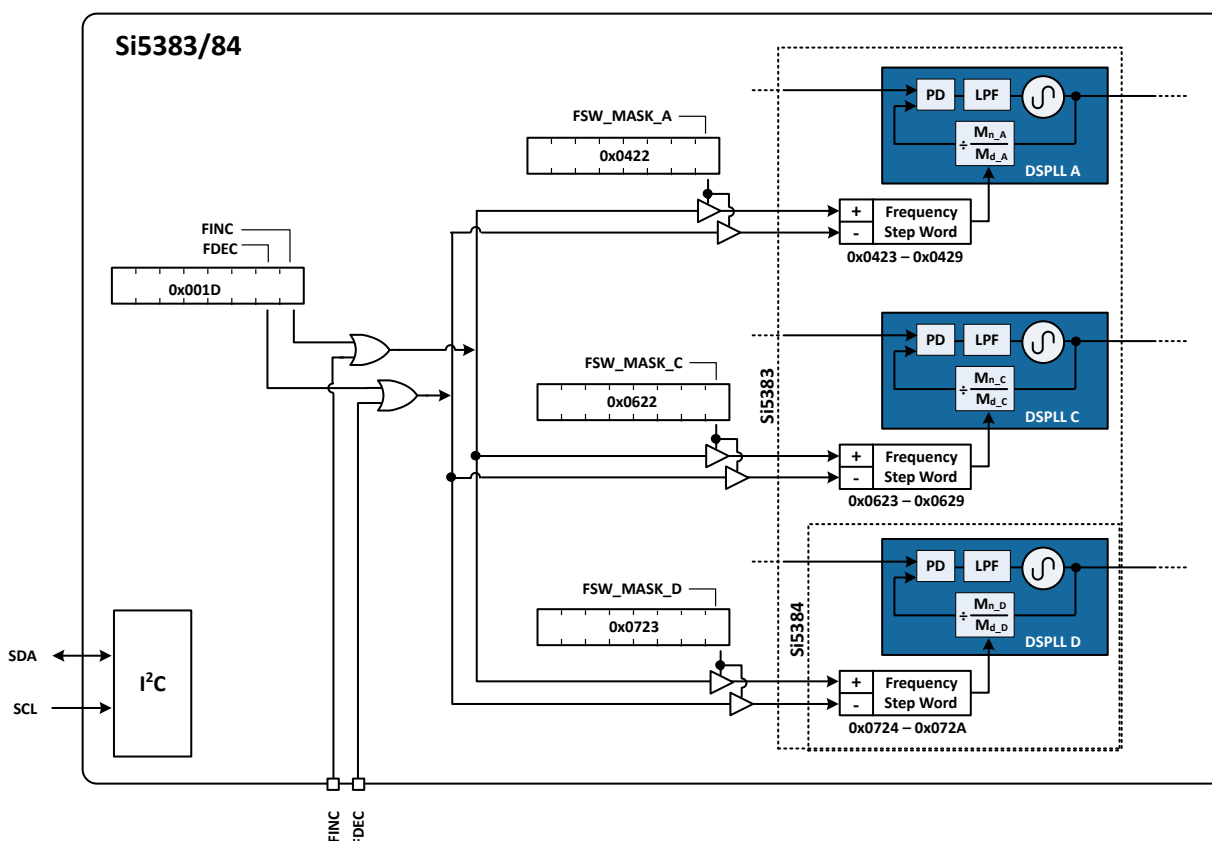 Si5383/84
FSW_MASK_A
0x0422
PD
LPF
÷ Mn_A
Md_A
DSPLL A
+ Frequency
- Step Word
0x0423 – 0x0429
FINC
FDEC
0x001D
FSW_MASK_C
0x0622
Si5383
PD
LPF
÷ Mn_C
Md_C
DSPLL C
+ Frequency
- Step Word
0x0623 – 0x0629
FSW_MASK_D
0x0723
Si5384
PD
LPF
÷ Mn_D
Md_D
DSPLL D
+ Frequency
- Step Word
0x0724 – 0x072A
SDA
SCL
I²C
FINC
FDEC